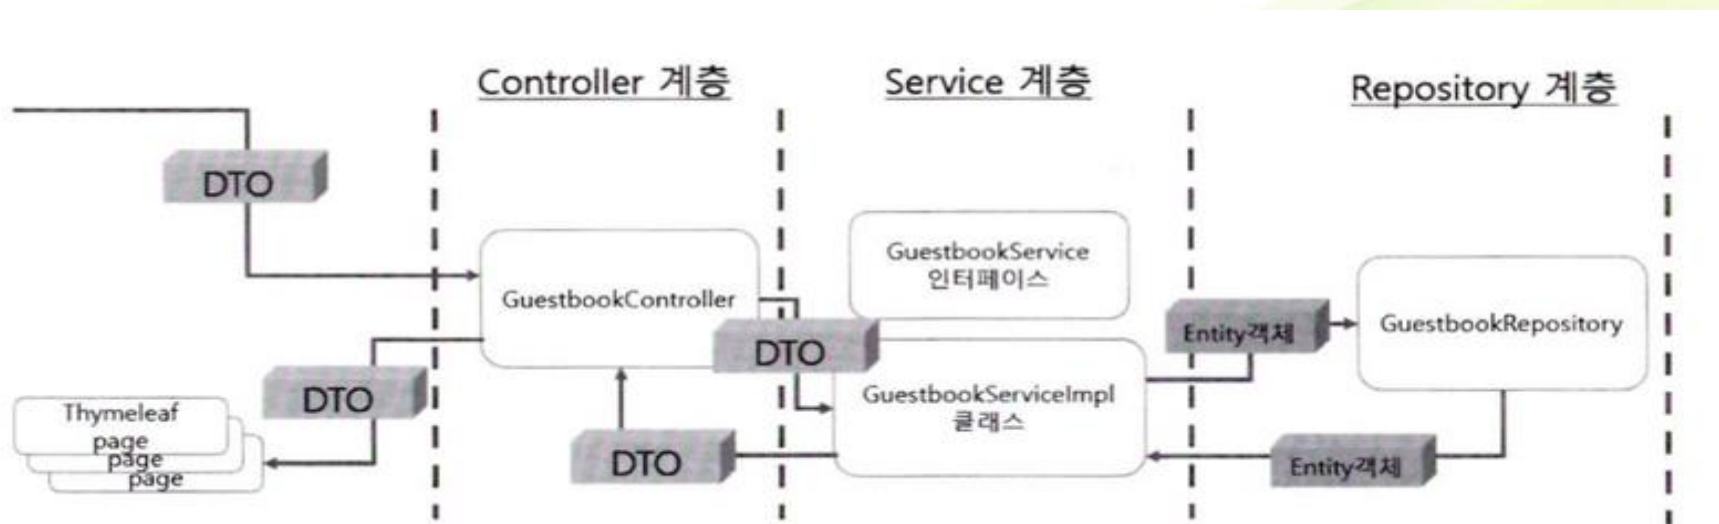 Controller 계층
Service 계층
Repository 계층
DTO
GuestbookController
DTO
Thymeleaf
page
page
page
DTO
DTO
GuestbookService
인터페이스
GuestbookServiceImpl
클래스
Entity객체
GuestbookRepository
Entity객체